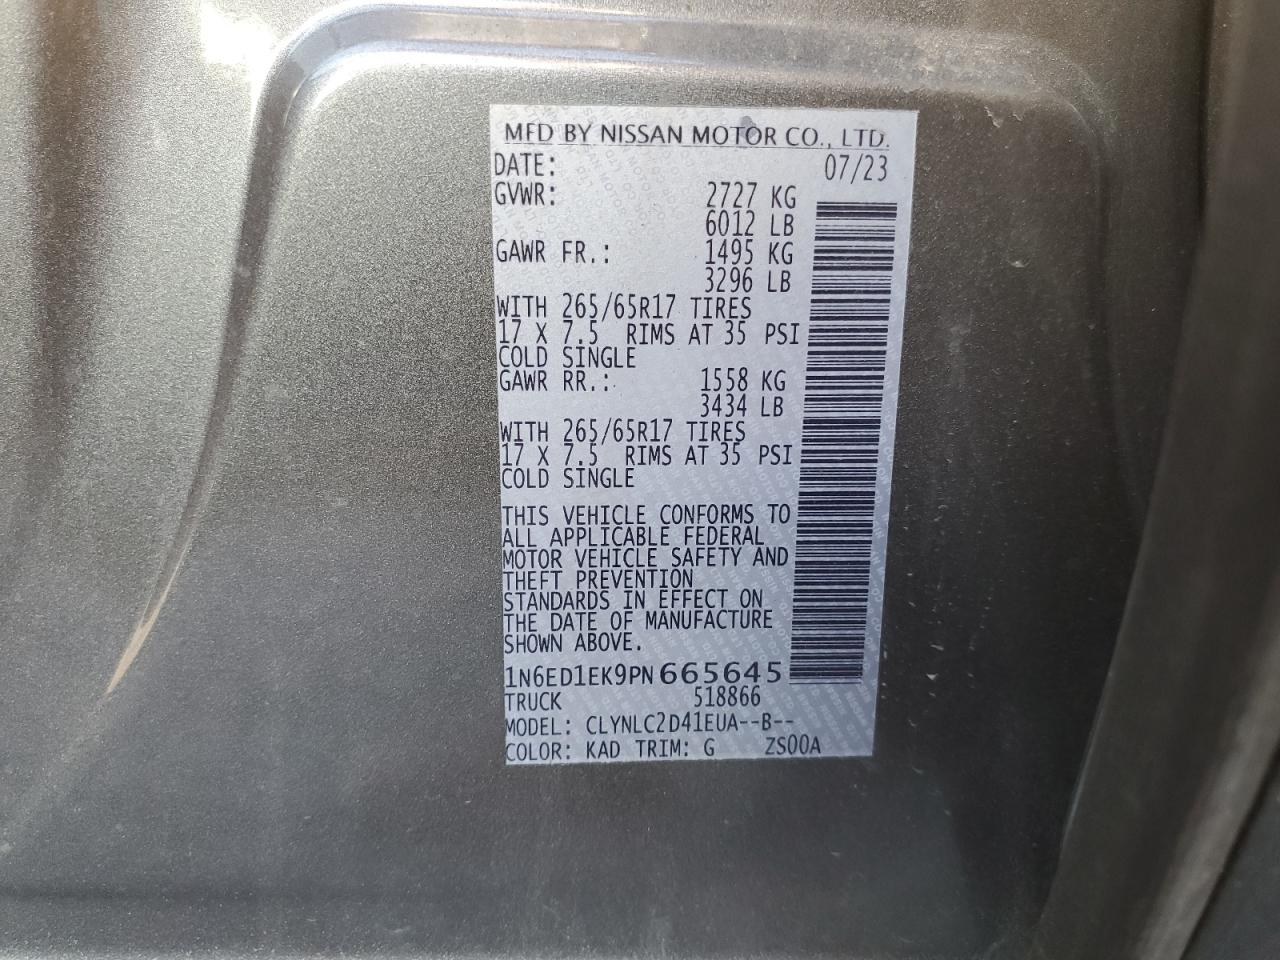 MFD BY NISSAN MOTOR CO., LTD.
DATE: 07/23
GVWR: 2727 KG
6012 LB
GAWR FR.: 1495 KG
3296 LB
WITH 265/65R17 TIRES
17 X 7.5 RIMS AT 35 PSI
COLD SINGLE
GAWR RR.: 1558 KG
3434 LB
WITH 265/65R17 TIRES
17 X 7.5 RIMS AT 35 PSI
COLD SINGLE
THIS VEHICLE CONFORMS TO
ALL APPLICABLE FEDERAL
MOTOR VEHICLE SAFETY AND
THEFT PREVENTION
STANDARDS IN EFFECT ON
THE DATE OF MANUFACTURE
SHOWN ABOVE.
1N6ED1EK9PN665645
TRUCK 518866
MODEL: CLYNLC2D41EUA--B--
COLOR: KAD TRIM: G ZS00A